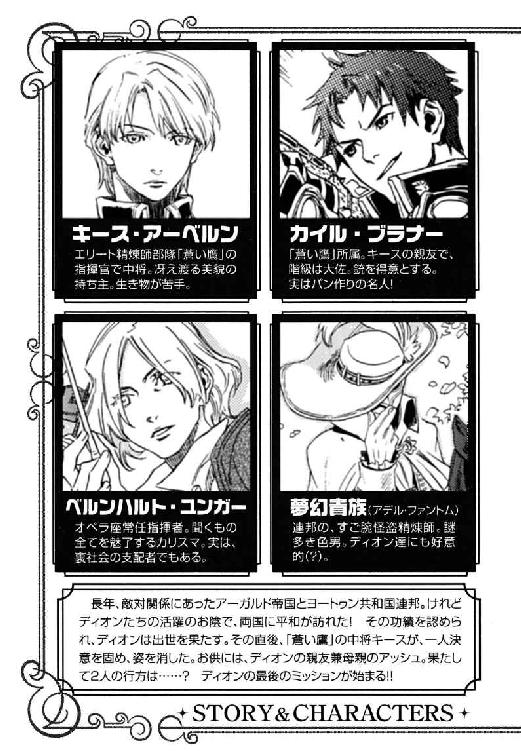 キース・アーベルン
エリート精煉師部隊「蒼い鷹」の
指揮官で中将。冴え渡る美貌の
持ち主。生き物が苦手。
カイル・ブラナー
「蒼い鷹」所属。キースの親友で、
階級は大佐。銃を得意とする。
実はパン作りの名人!
ベルンハルト・ユンガー
オペラ座常任指揮者。聞くもの
全てを魅了するカリスマ。実は、
裏社会の支配者でもある。
夢幻貴族(アデル・ファントム)
連邦の、すご腕怪盗精煉師。謎
多き色男。ディオン達にも好意
的(?)。
長年、敵対関係にあったアーガルド帝国とヨートゥン共和国連邦。けれど
ディオンたちの活躍のお陰で、両国に平和が訪れた! その功績を認めら
れ、ディオンは出世を果たす。その直後、「蒼い鷹」の中将キースが、一人決
意を固め、姿を消した。お供には、ディオンの親友兼母親のアッシュ。果たし
て2人の行方は……? ディオンの最後のミッションが始まる!!
STORY&CHARACTERS